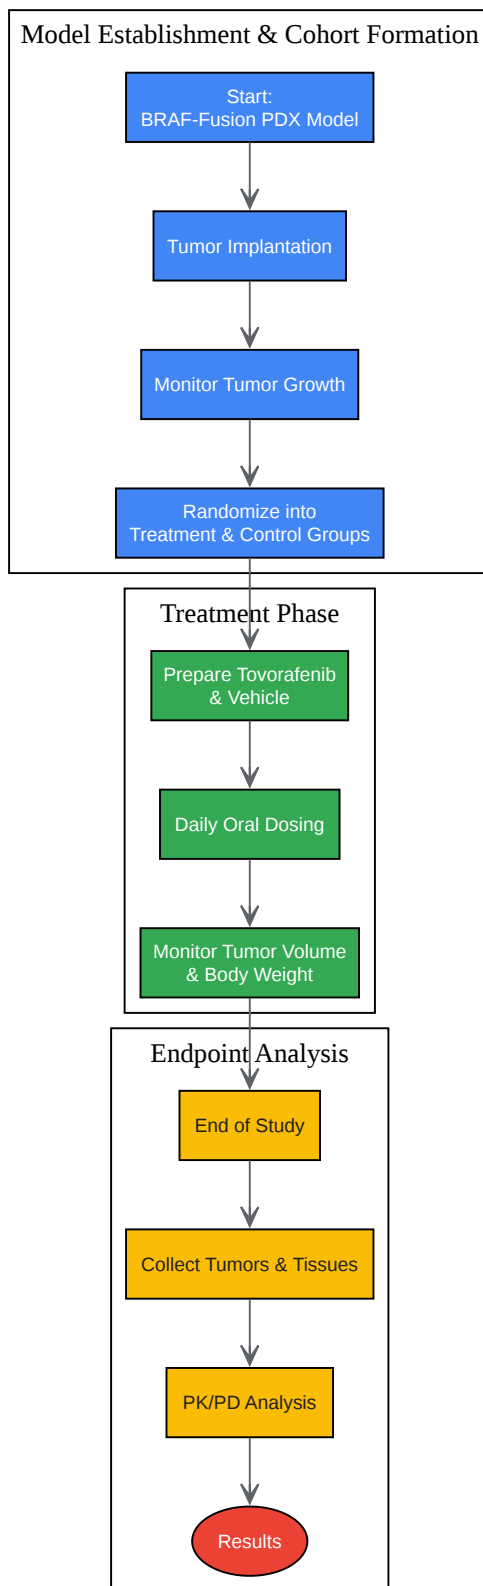 Model Establishment & Cohort Formation
Start:
BRAF-Fusion PDX Model
Tumor Implantation
Monitor Tumor Growth
Randomize into
Treatment & Control Groups
Treatment Phase
Prepare Tovorafenib
& Vehicle
Daily Oral Dosing
Monitor Tumor Volume
& Body Weight
Endpoint Analysis
End of Study
Collect Tumors & Tissues
PK/PD Analysis
Results